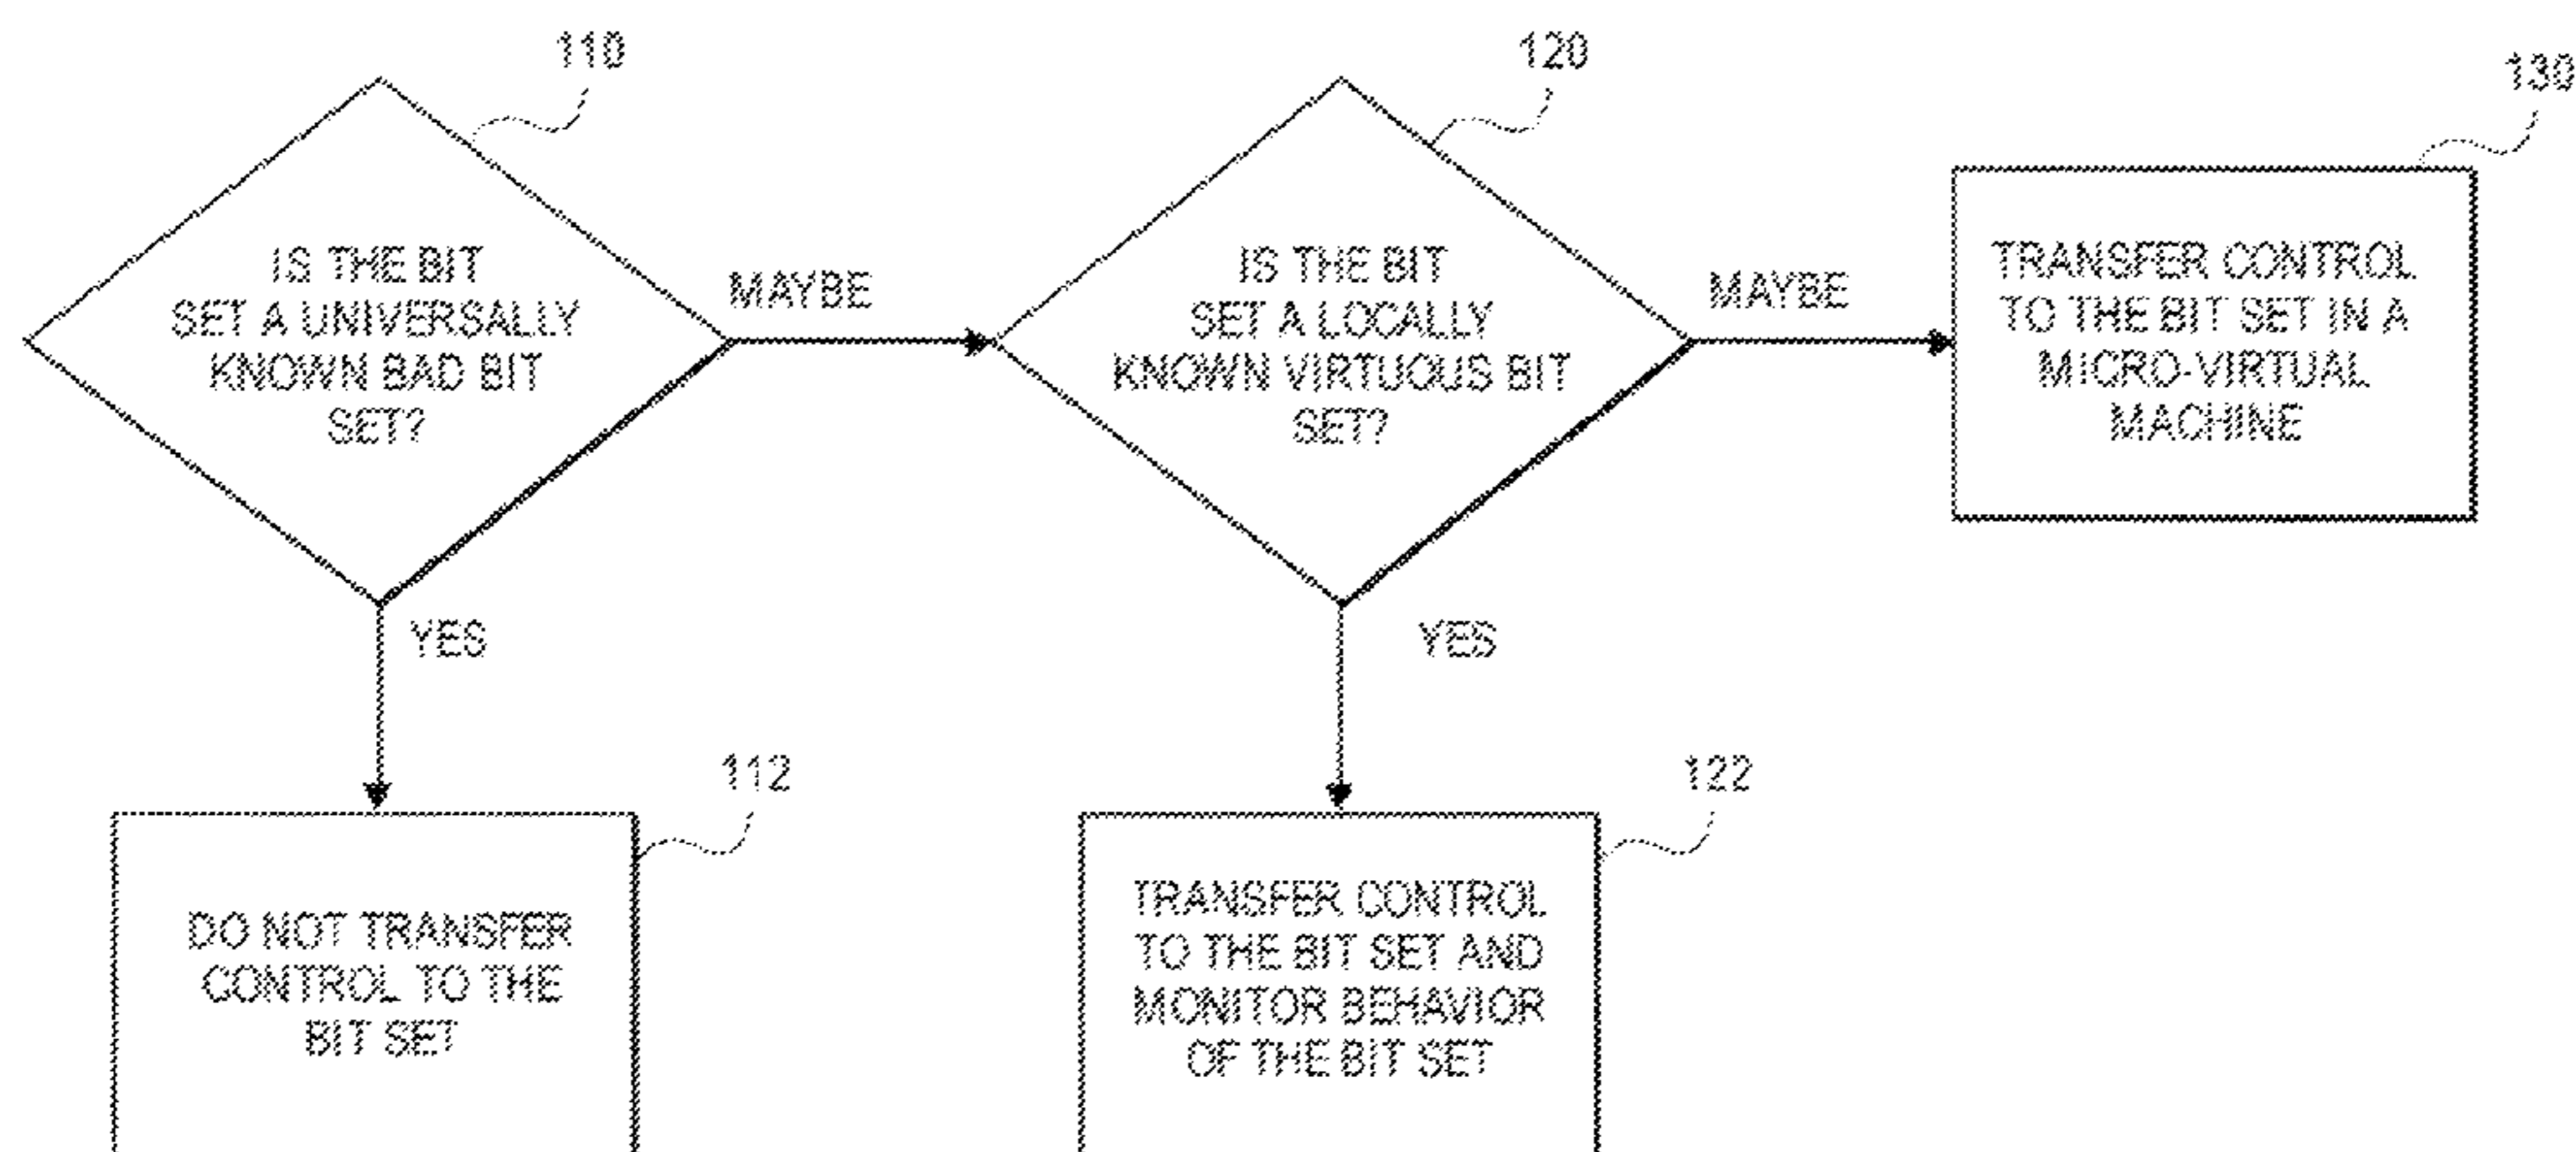 110
IS THE BIT
SET A UNIVERSALLY
KNOWN BAD BIT
SET?
MAYBE
YES
112
DO NOT TRANSFER
CONTROL TO THE
BIT SET
120
IS THE BIT
SET A LOCALLY
KNOWN VIRTUOUS BIT
SET?
MAYBE
YES
122
TRANSFER CONTROL
TO THE BIT SET AND
MONITOR BEHAVIOR
OF THE BIT SET
130
TRANSFER CONTROL
TO THE BIT SET IN A
MICRO-VIRTUAL
MACHINE